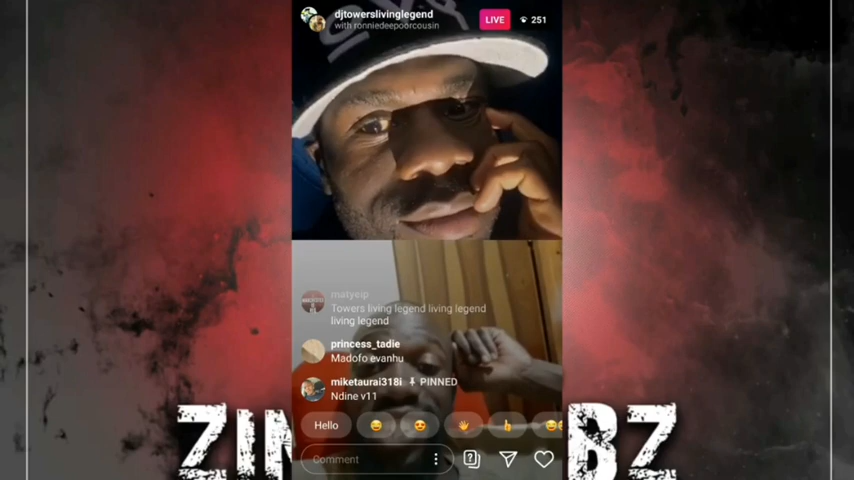 djtowerslivinglegend
with ronniedeepoorcousin
LIVE
251
matyeip
Towers living legend living legend
living legend
princess_tadie
Madofo evanhu
miketaurai318i PINNED
Ndine v11
Hello
Comment
ZIM
BZ